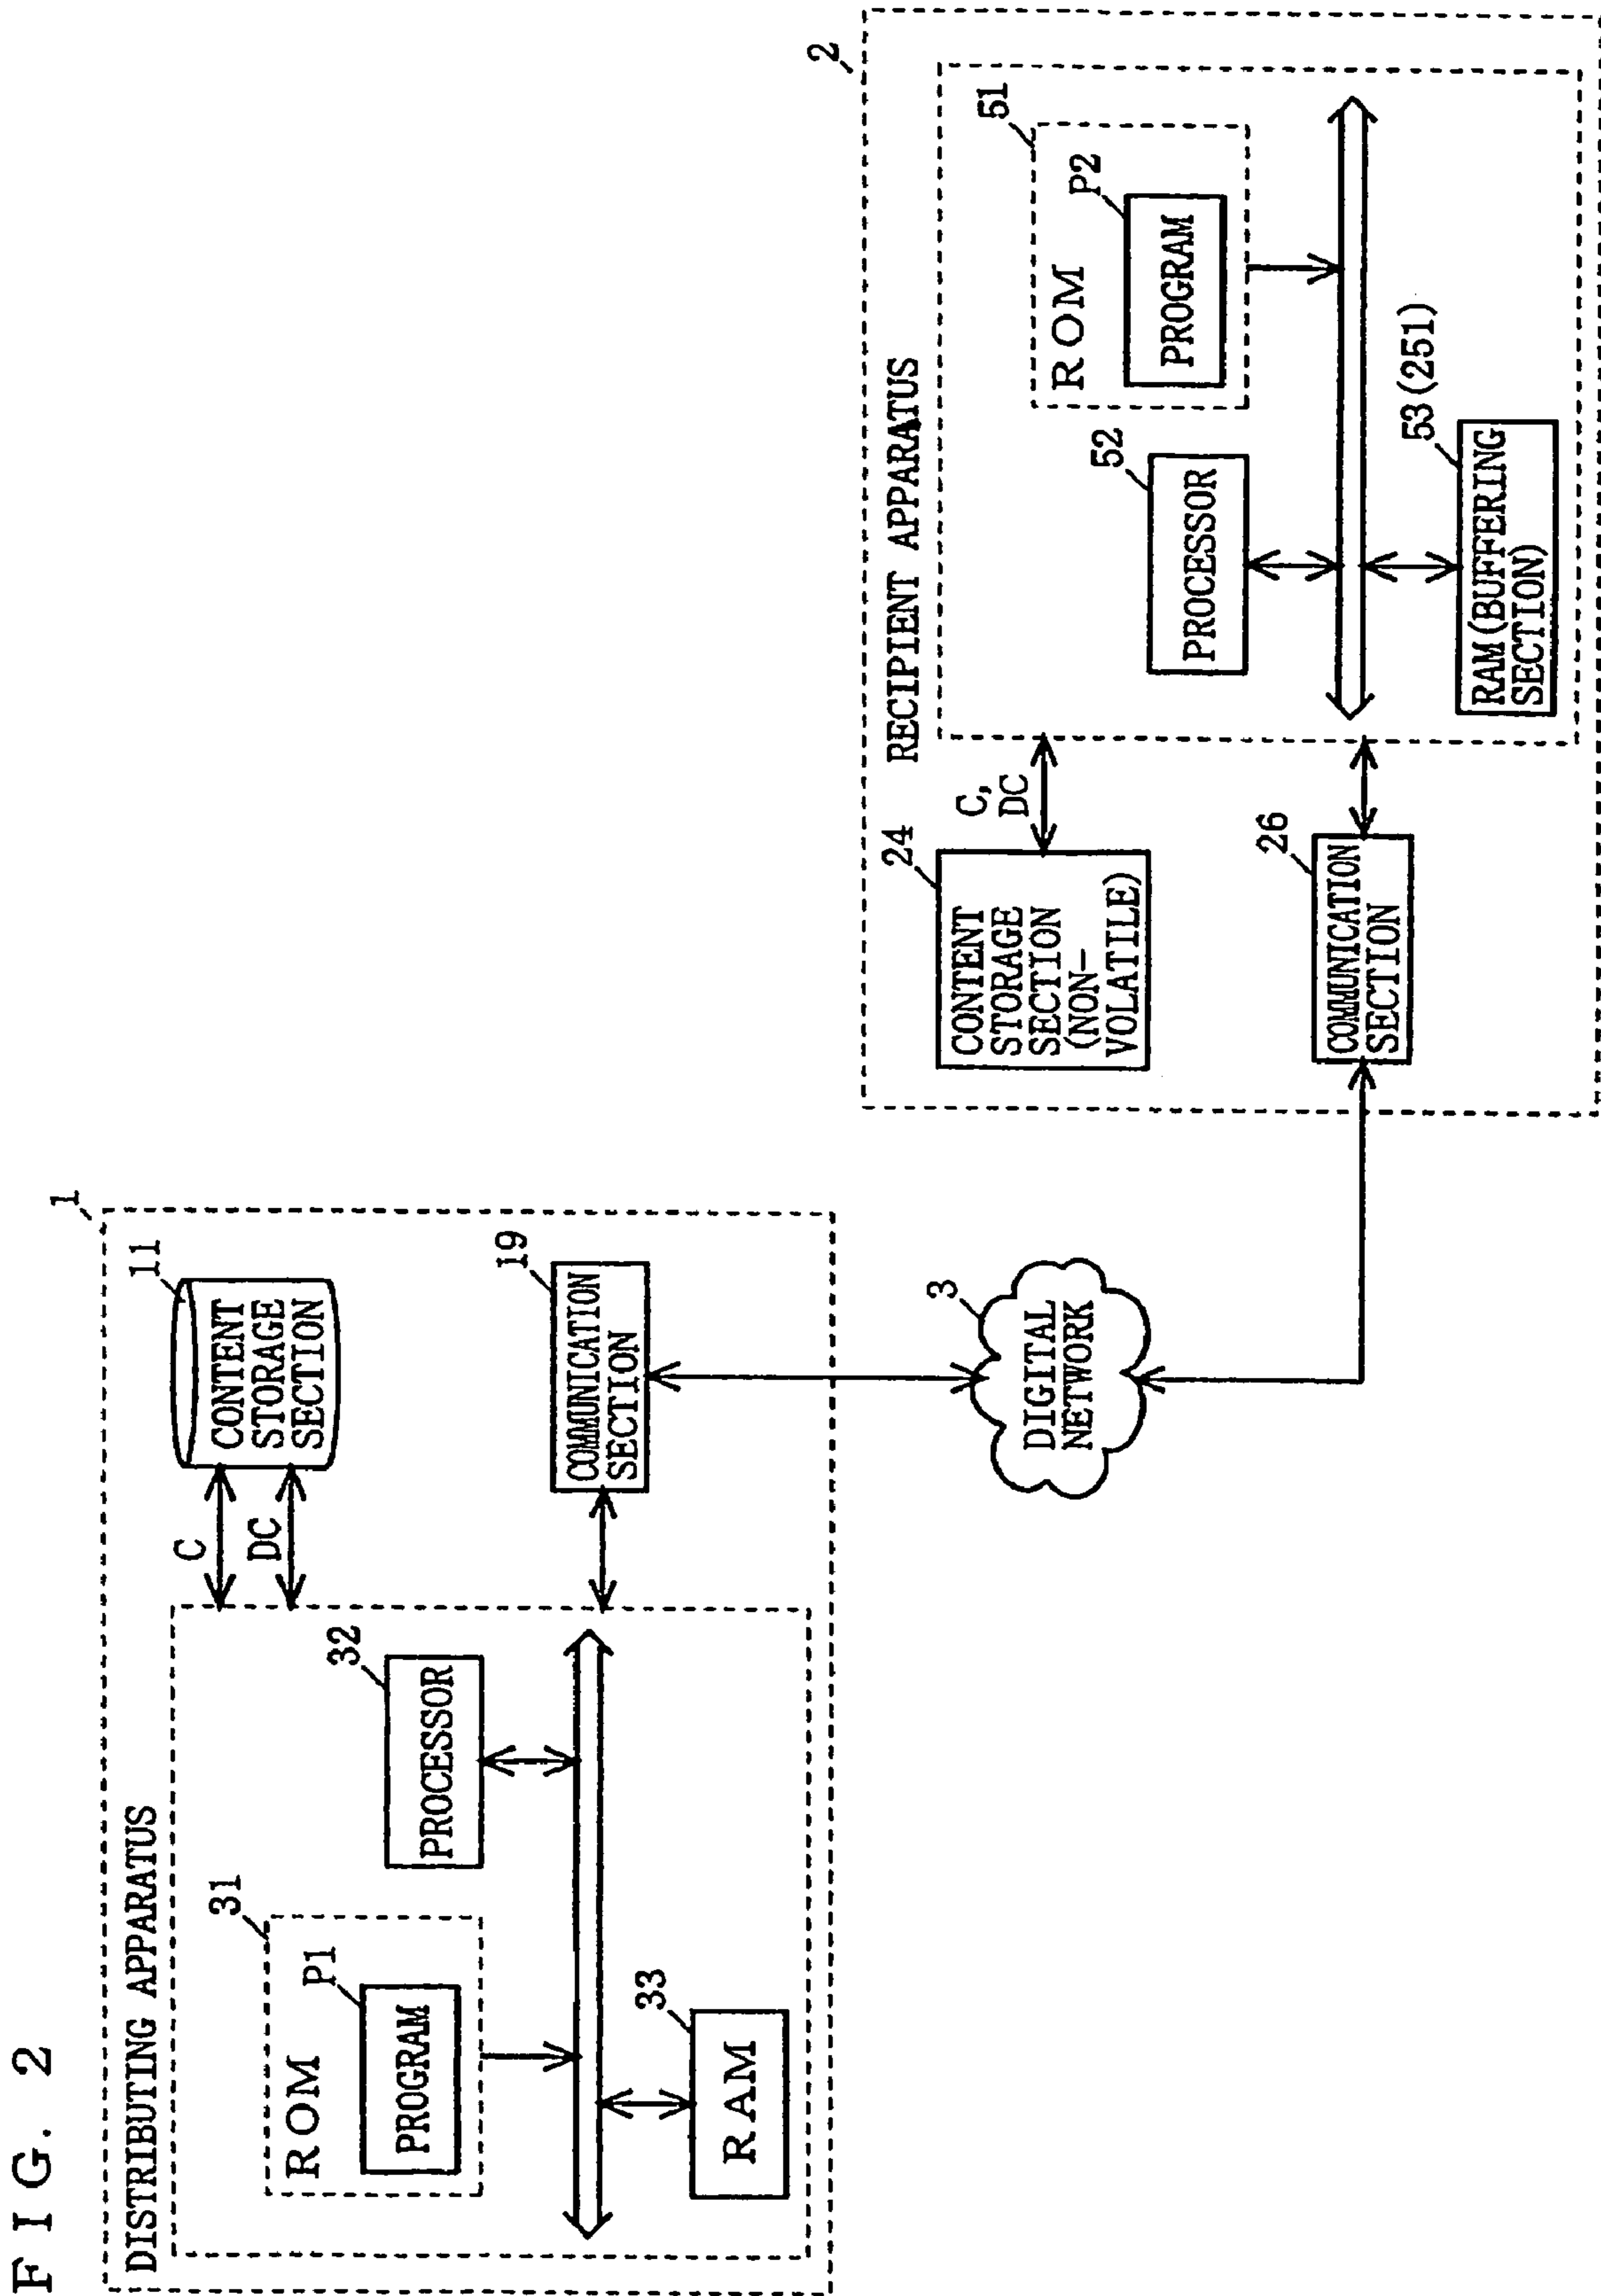 FIG. 2
1
DISTRIBUTING APPARATUS
31
ROM
P1
PROGRAM
32
PROCESSOR
33
RAM
C
DC
11
CONTENT
STORAGE
SECTION
19
COMMUNICATION
SECTION
3
DIGITAL
NETWORK
2
RECIPIENT APPARATUS
24
CONTENT
STORAGE
SECTION
(NON-
VOLATILE)
C,
DC
26
COMMUNICATION
SECTION
52
PROCESSOR
51
ROM
P2
PROGRAM
53(251)
RAM(BUFFERING
SECTION)